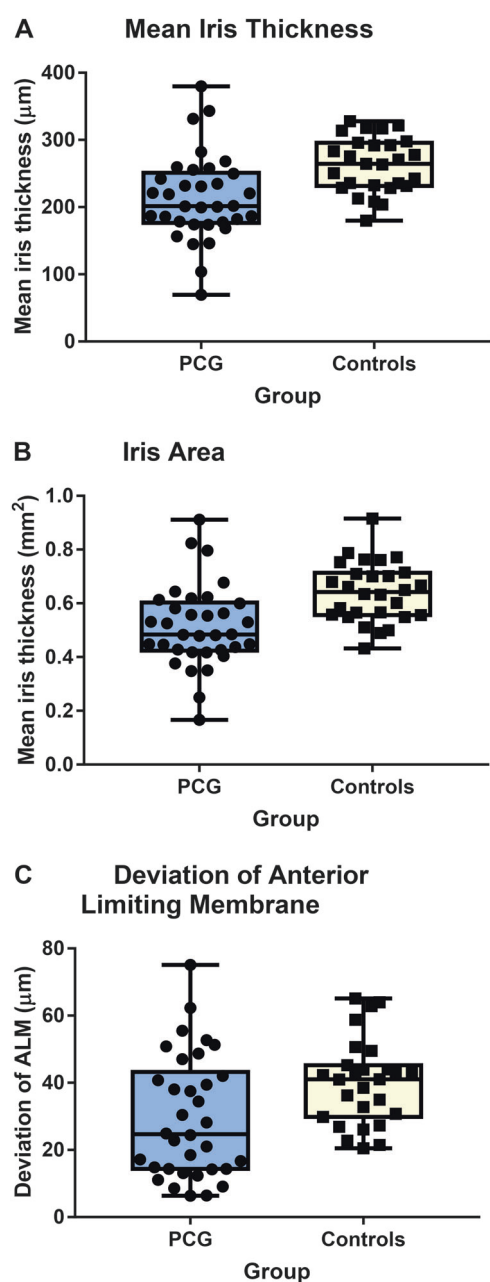 A Mean Iris Thickness
Mean iris thickness (μm)
400
300
200
100
0
PCG Controls
Group
B Iris Area
Mean iris thickness (mm²)
1.0
0.8
0.6
0.4
0.2
0.0
PCG Controls
Group
C Deviation of Anterior
Limiting Membrane
Deviation of ALM (μm)
80
60
40
20
0
PCG Controls
Group